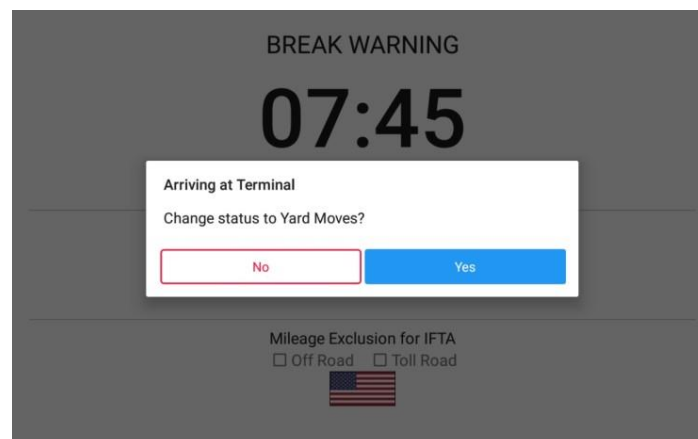 BREAK WARNING
07:45
Arriving at Terminal
Change status to Yard Moves?
No Yes
Mileage Exclusion for IFTA
Off Road Toll Road